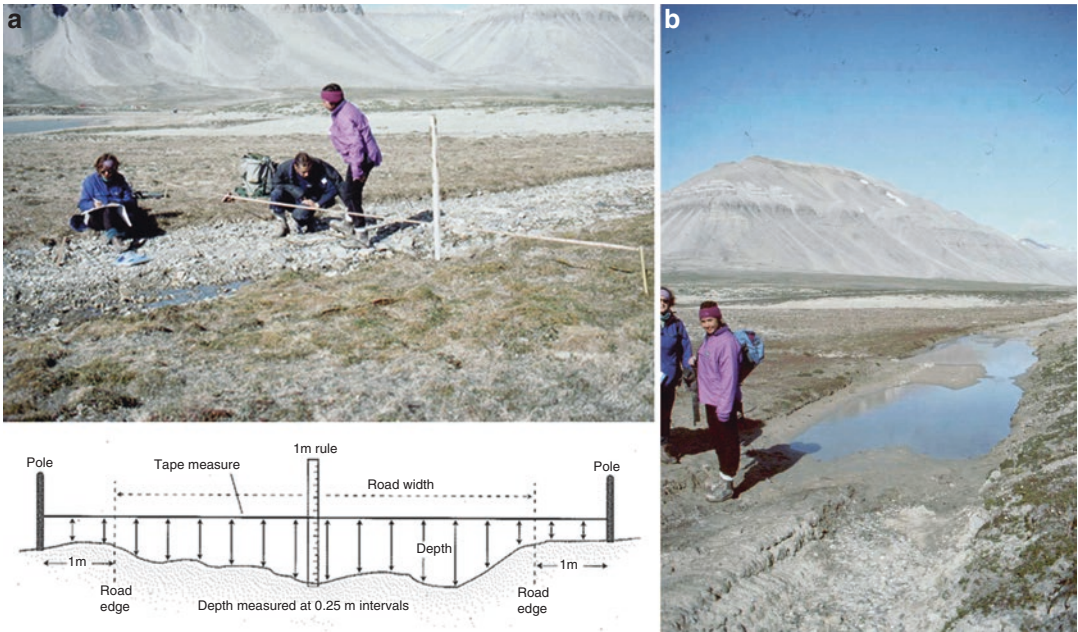 a
b
1m rule
Pole
Tape measure
Road width
Pole
Depth
1m
1m
Road
edge
Depth measured at 0.25 m intervals
Road
edge